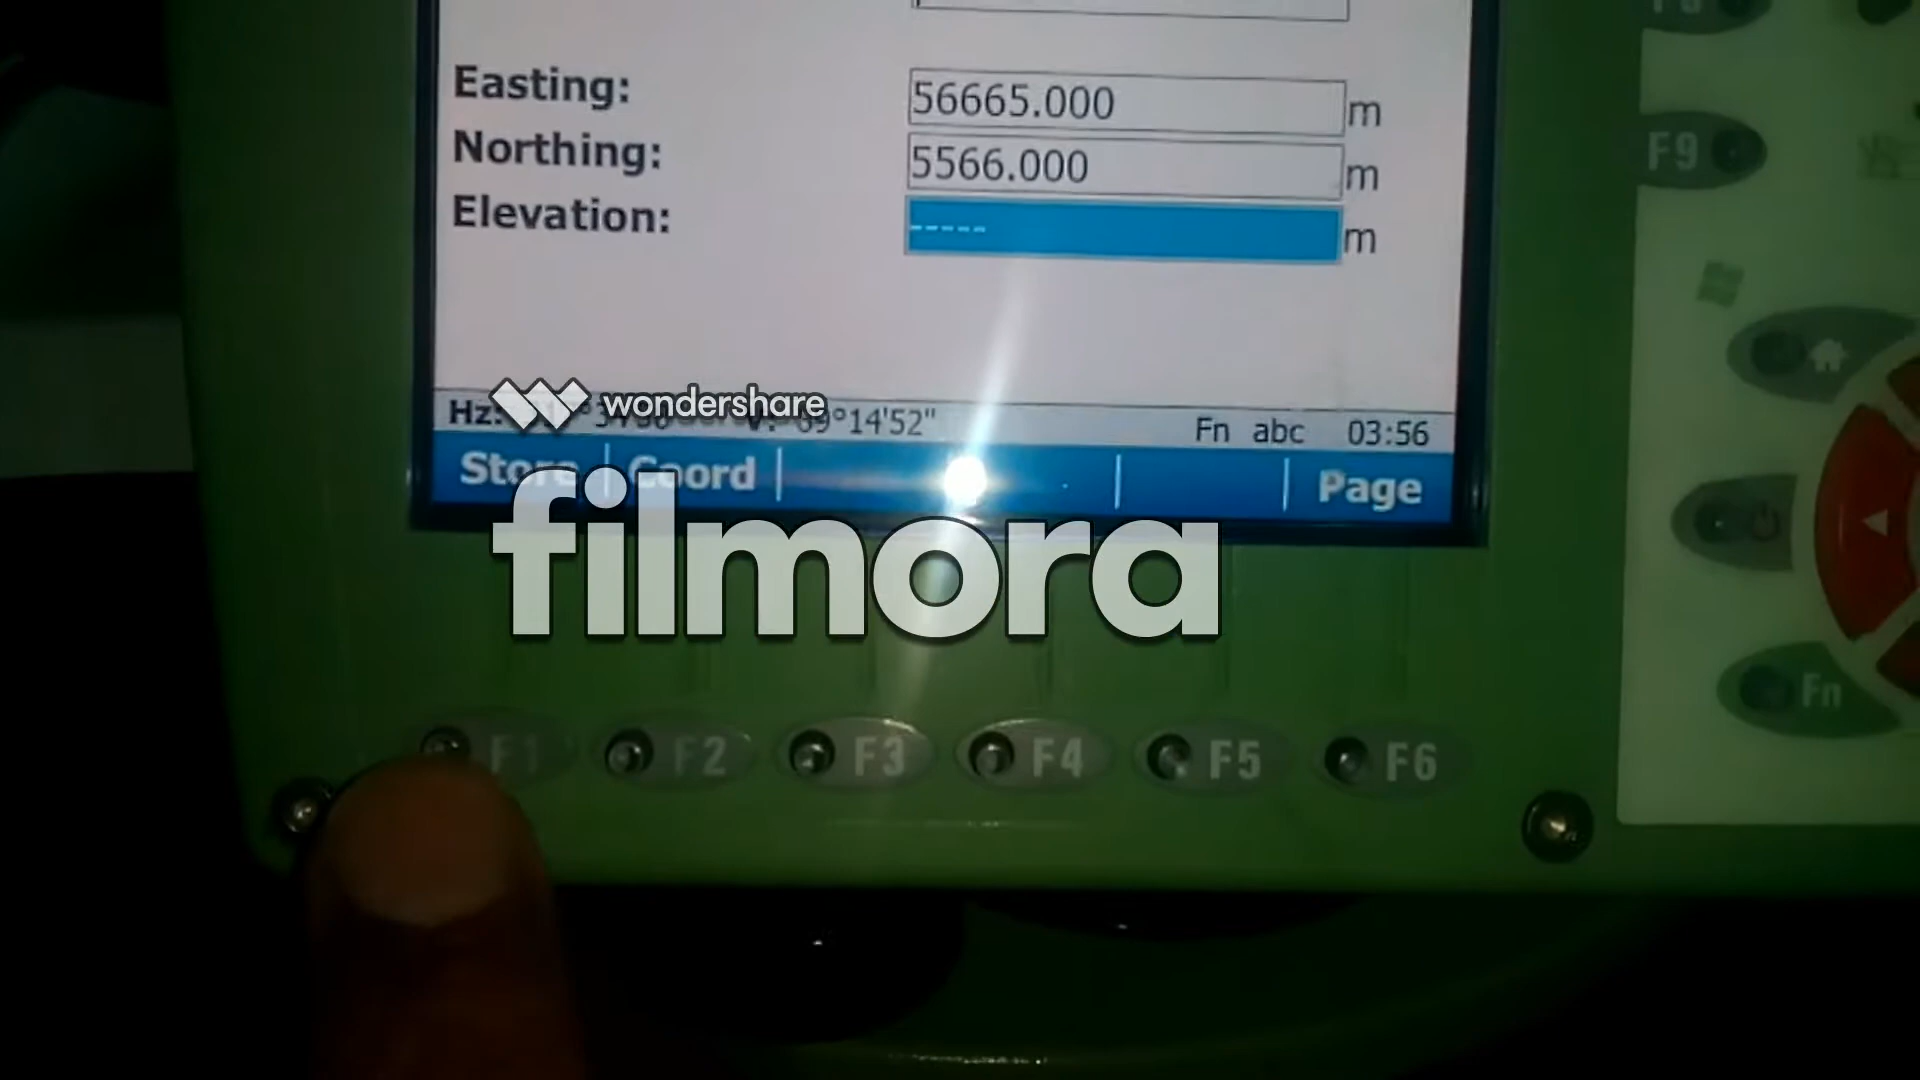 Easting: 56665.000 m
Northing: 5566.000 m
Elevation: ----- m
wondershare
Hz: V: 14'52" Fn abc 03:56
Store Coord Page
filmora
F1 F2 F3 F4 F5 F6
F9
Fn